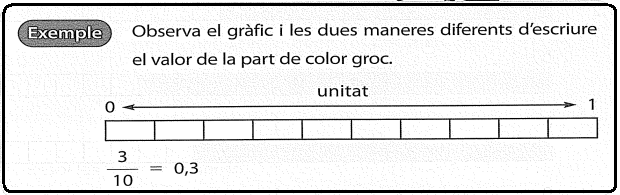 Exemple
Observa el gràfic i les dues maneres diferents d'escriure
el valor de la part de color groc.
unitat
0 1
3/10 = 0,3